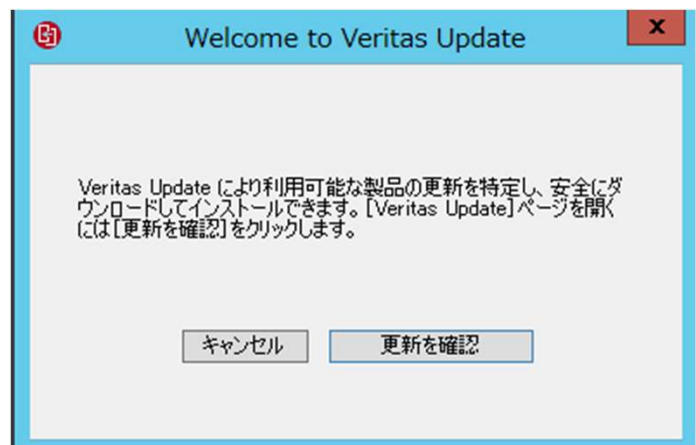 Welcome to Veritas Update
x
Veritas Update により利用可能な製品の更新を特定し、安全にダ
ウンロードしてインストールできます。[Veritas Update]ページを開く
には[更新を確認]をクリックします。
キャンセル 更新を確認